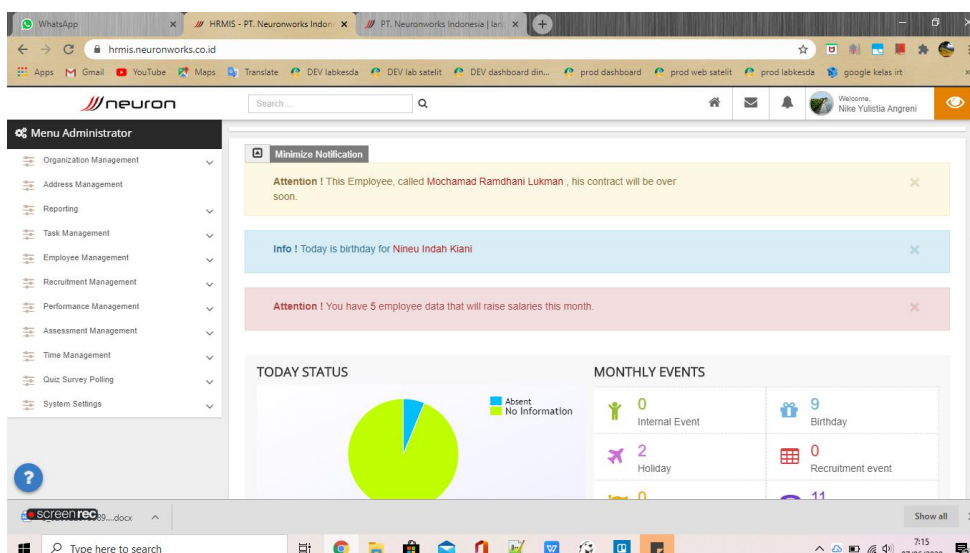 WhatsApp
HRMIS - PT. Neuronworks Indon
PT. Neuronworks Indonesia | lan
hrmis.neuronworks.co.id
Apps Gmail YouTube Maps Translate DEV labkesda DEV lab satelit DEV dashboard din... prod dashboard prod web satelit prod labkesda google kelas irt
neuron
Search ...
Welcome,
Nike Yulistia Angreni
Menu Administrator
Organization Management
Address Management
Reporting
Task Management
Employee Management
Recruitment Management
Performance Management
Assessment Management
Time Management
Quiz Survey Polling
System Settings
Minimize Notification
Attention ! This Employee, called Mochamad Ramdhani Lukman , his contract will be over
soon.
Info ! Today is birthday for Nineu Indah Kiani
Attention ! You have 5 employee data that will raise salaries this month.
TODAY STATUS
Absent
No Information
MONTHLY EVENTS
0
Internal Event
9
Birthday
2
Holiday
0
Recruitment event
0
11
?
screen rec
89....docx
Show all
Type here to search
7:15